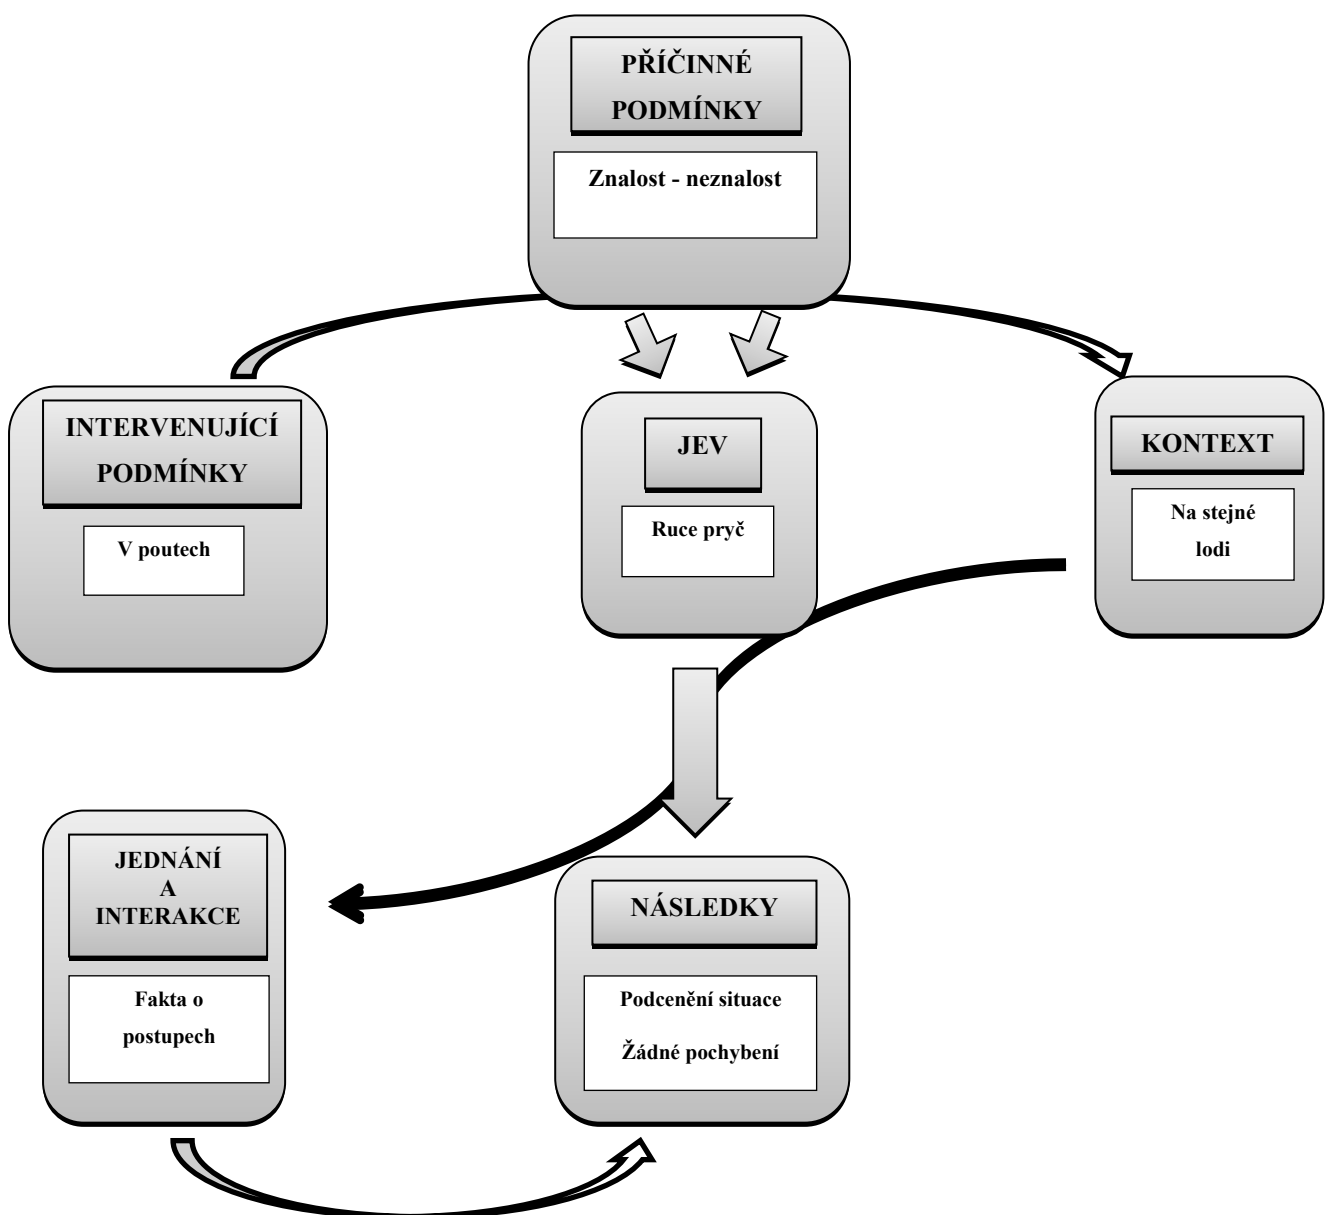 PŘÍČINNÉ
PODMÍNKY
Znalost - neznalost
INTERVENUJÍCÍ
PODMÍNKY
V poutech
JEV
Ruce pryč
KONTEXT
Na stejné
lodi
JEDNÁNÍ
A
INTERAKCE
Fakta o
postupech
NÁSLEDKY
Podcenění situace
Žádné pochybení